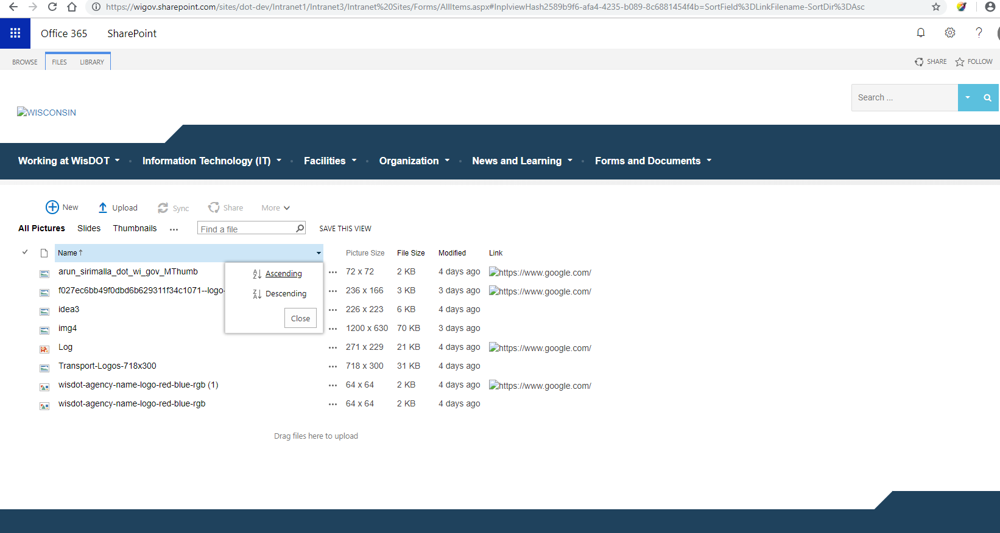 https://wigov.sharepoint.com/sites/dot-dev/Intranet1/Intranet3/Intranet%20Sites/Forms/AllItems.aspx#InplviewHash2589b9f6-afa4-4235-b089-8c6881454f4b=SortField%3DLinkFilename-SortDir%3DAsc
Office 365 SharePoint ?
BROWSE FILES LIBRARY SHARE FOLLOW
Search ...
WISCONSIN
Working at WisDOT Information Technology (IT) Facilities Organization News and Learning Forms and Documents
New Upload Sync Share More
All Pictures Slides Thumbnails ... Find a file SAVE THIS VIEW
Name Picture Size File Size Modified Link
arun_sirimalla_dot_wi_gov_MThumb ... 72 x 72 2 KB 4 days ago https://www.google.com/
f027ec6bb49f0dbd6b629311f34c1071--logo- ... 236 x 166 3 KB 3 days ago https://www.google.com/
idea3 ... 226 x 223 6 KB 4 days ago
img4 ... 1200 x 630 70 KB 3 days ago
Log ... 271 x 229 21 KB 4 days ago https://www.google.com/
Transport-Logos-718x300 ... 718 x 300 31 KB 4 days ago
wisdot-agency-name-logo-red-blue-rgb (1) ... 64 x 64 2 KB 4 days ago https://www.google.com/
wisdot-agency-name-logo-red-blue-rgb ... 64 x 64 2 KB 4 days ago
A Z Ascending
Z A Descending
Close
Drag files here to upload